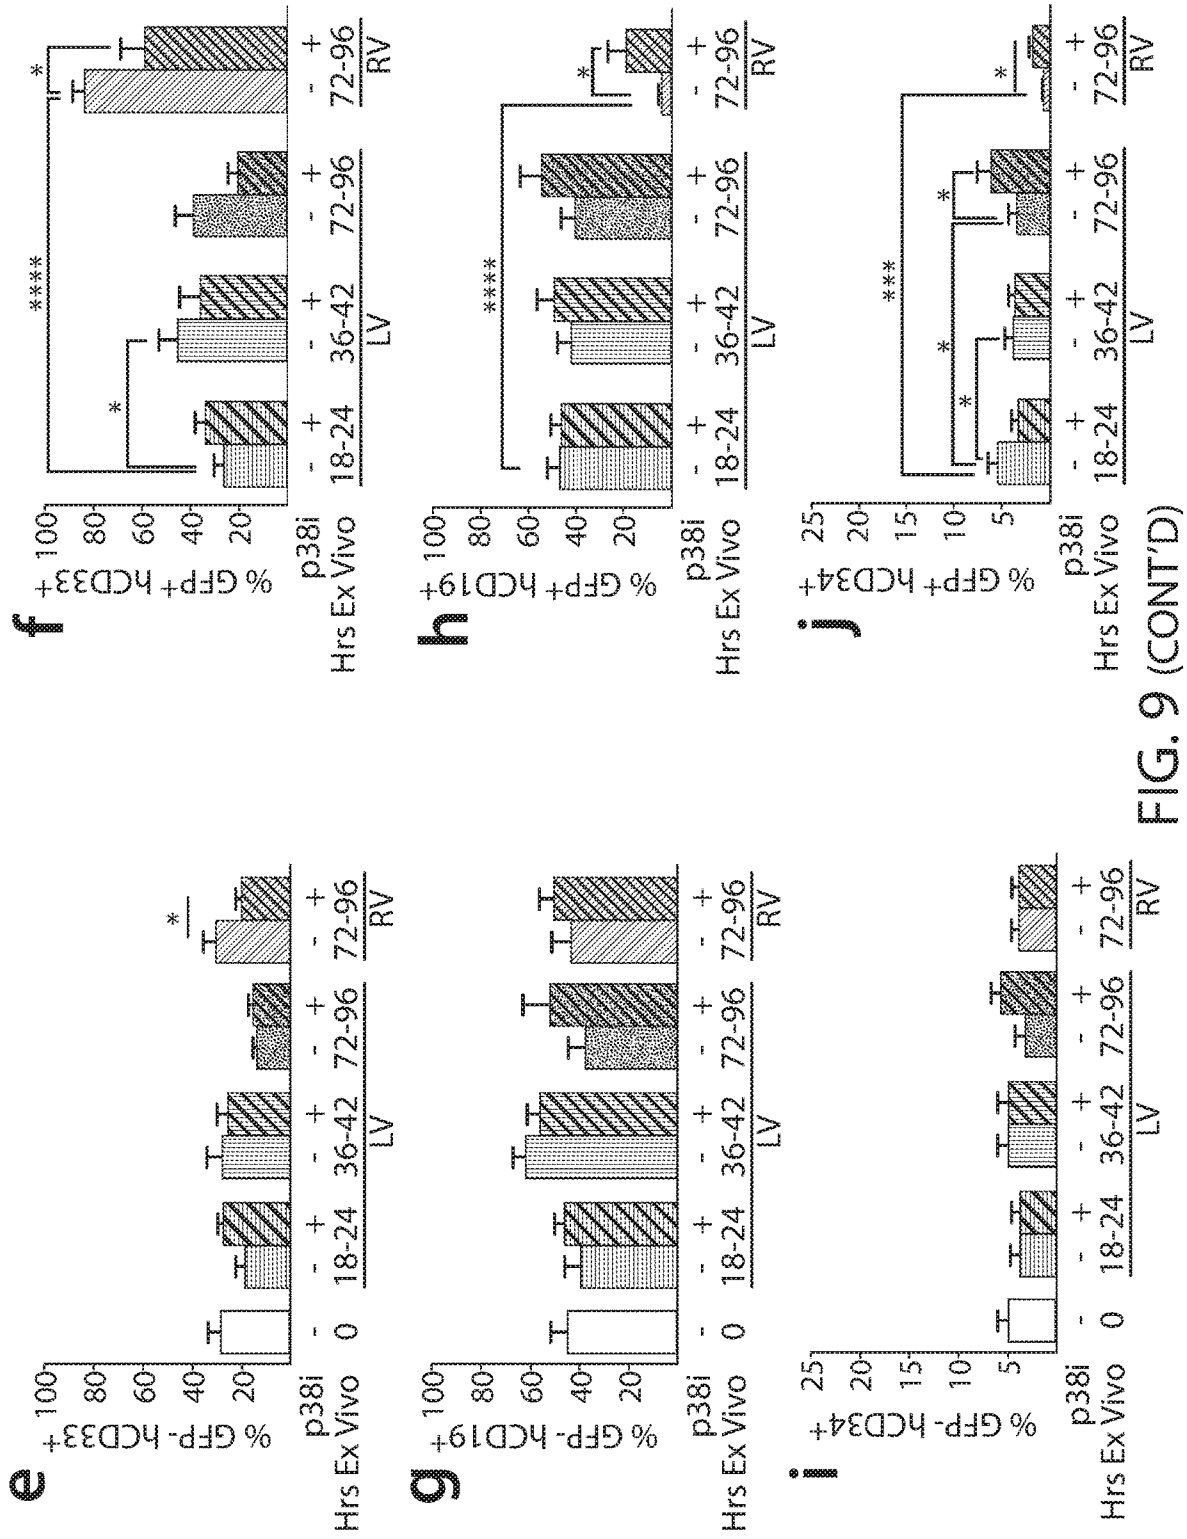 e
% GFP- hCD33+
100
80
60
40
20
*
p38i - - + - + - + - +
Hrs Ex Vivo 0 18-24 36-42 72-96 72-96
LV RV
f
% GFP+ hCD33+
100
80
60
40
20
****
*
*
p38i - + - + - + - +
Hrs Ex Vivo 18-24 36-42 72-96 72-96
LV RV
g
% GFP- hCD19+
100
80
60
40
20
p38i - - + - + - + - +
Hrs Ex Vivo 0 18-24 36-42 72-96 72-96
LV RV
h
% GFP+ hCD19+
100
80
60
40
20
****
*
p38i - + - + - + - +
Hrs Ex Vivo 18-24 36-42 72-96 72-96
LV RV
i
% GFP- hCD34+
25
20
15
10
5
p38i - - + - + - + - +
Hrs Ex Vivo 0 18-24 36-42 72-96 72-96
LV RV
j
% GFP+ hCD34+
25
20
15
10
5
***
*
*
*
*
p38i - + - + - + - +
Hrs Ex Vivo 18-24 36-42 72-96 72-96
LV RV
FIG. 9 (CONT'D)